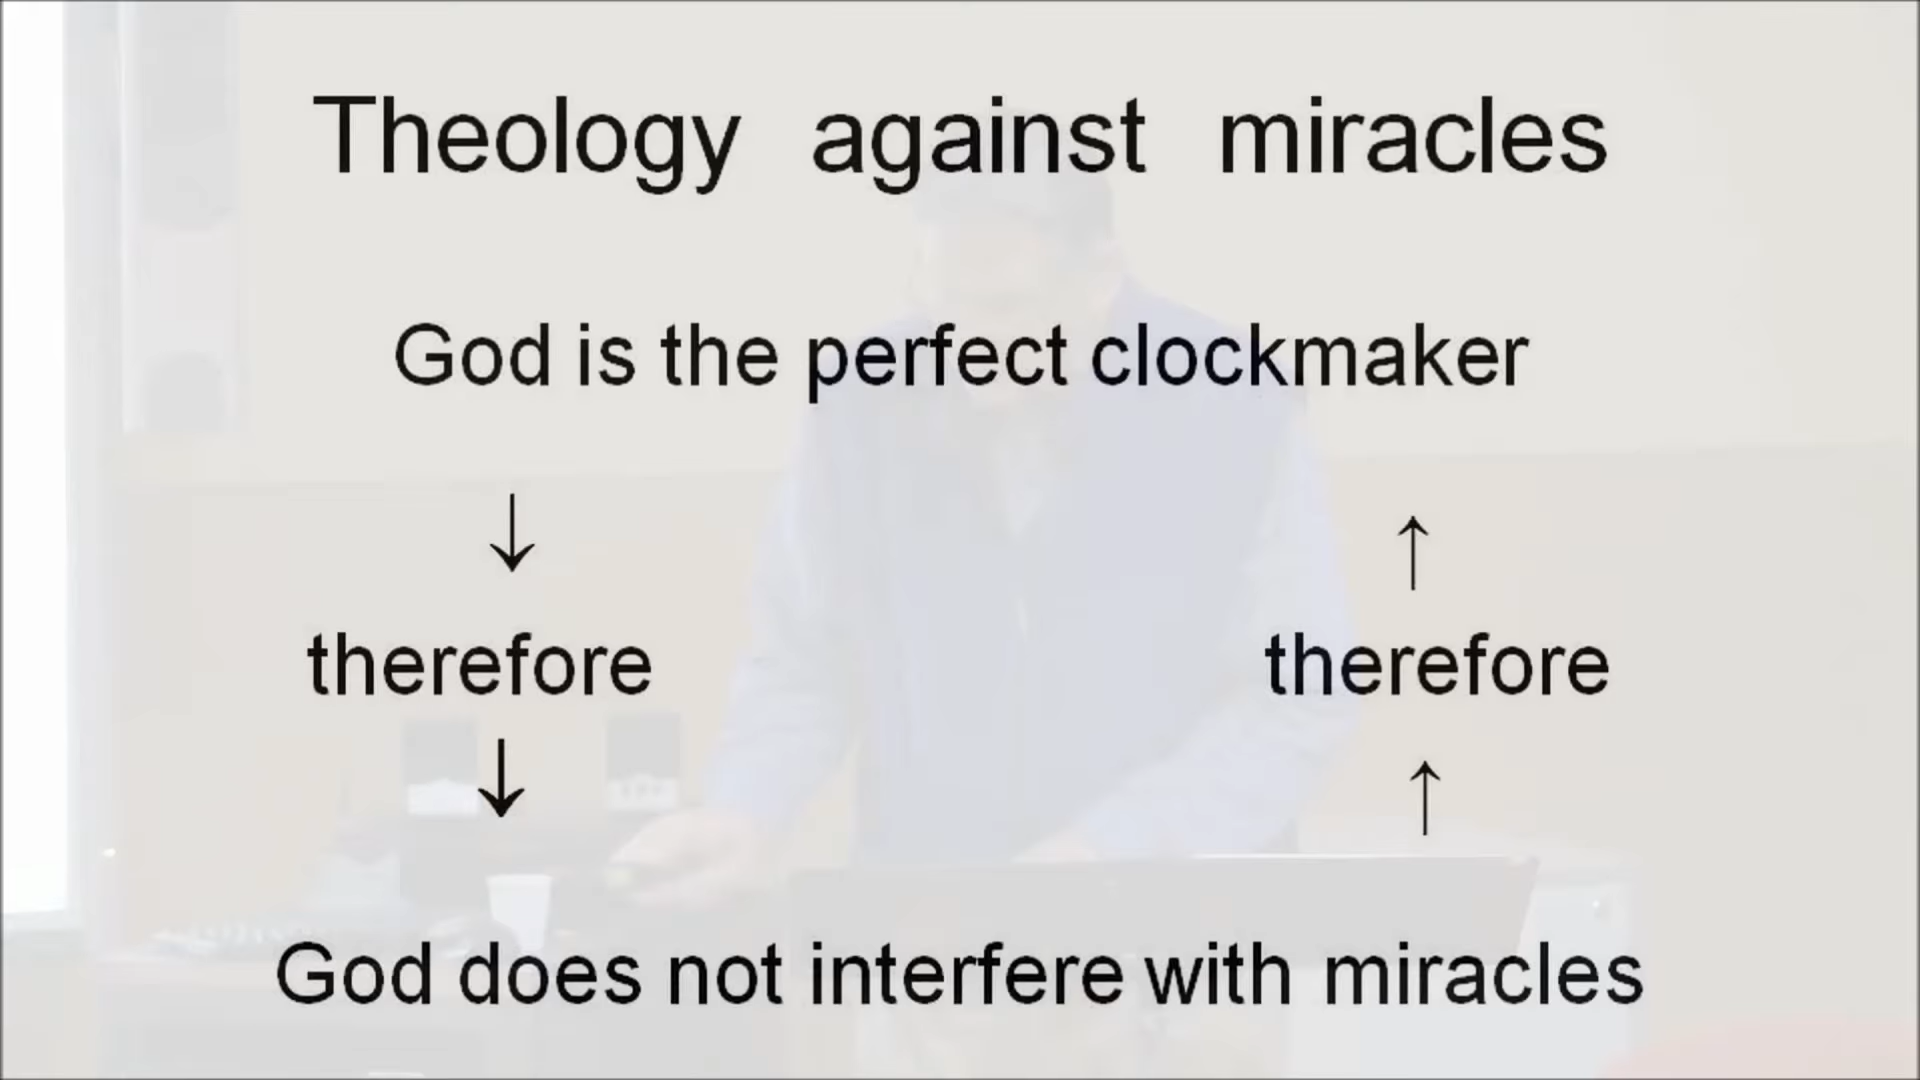 Theology against miracles
God is the perfect clockmaker
↓ ↑
therefore therefore
↓ ↑
God does not interfere with miracles